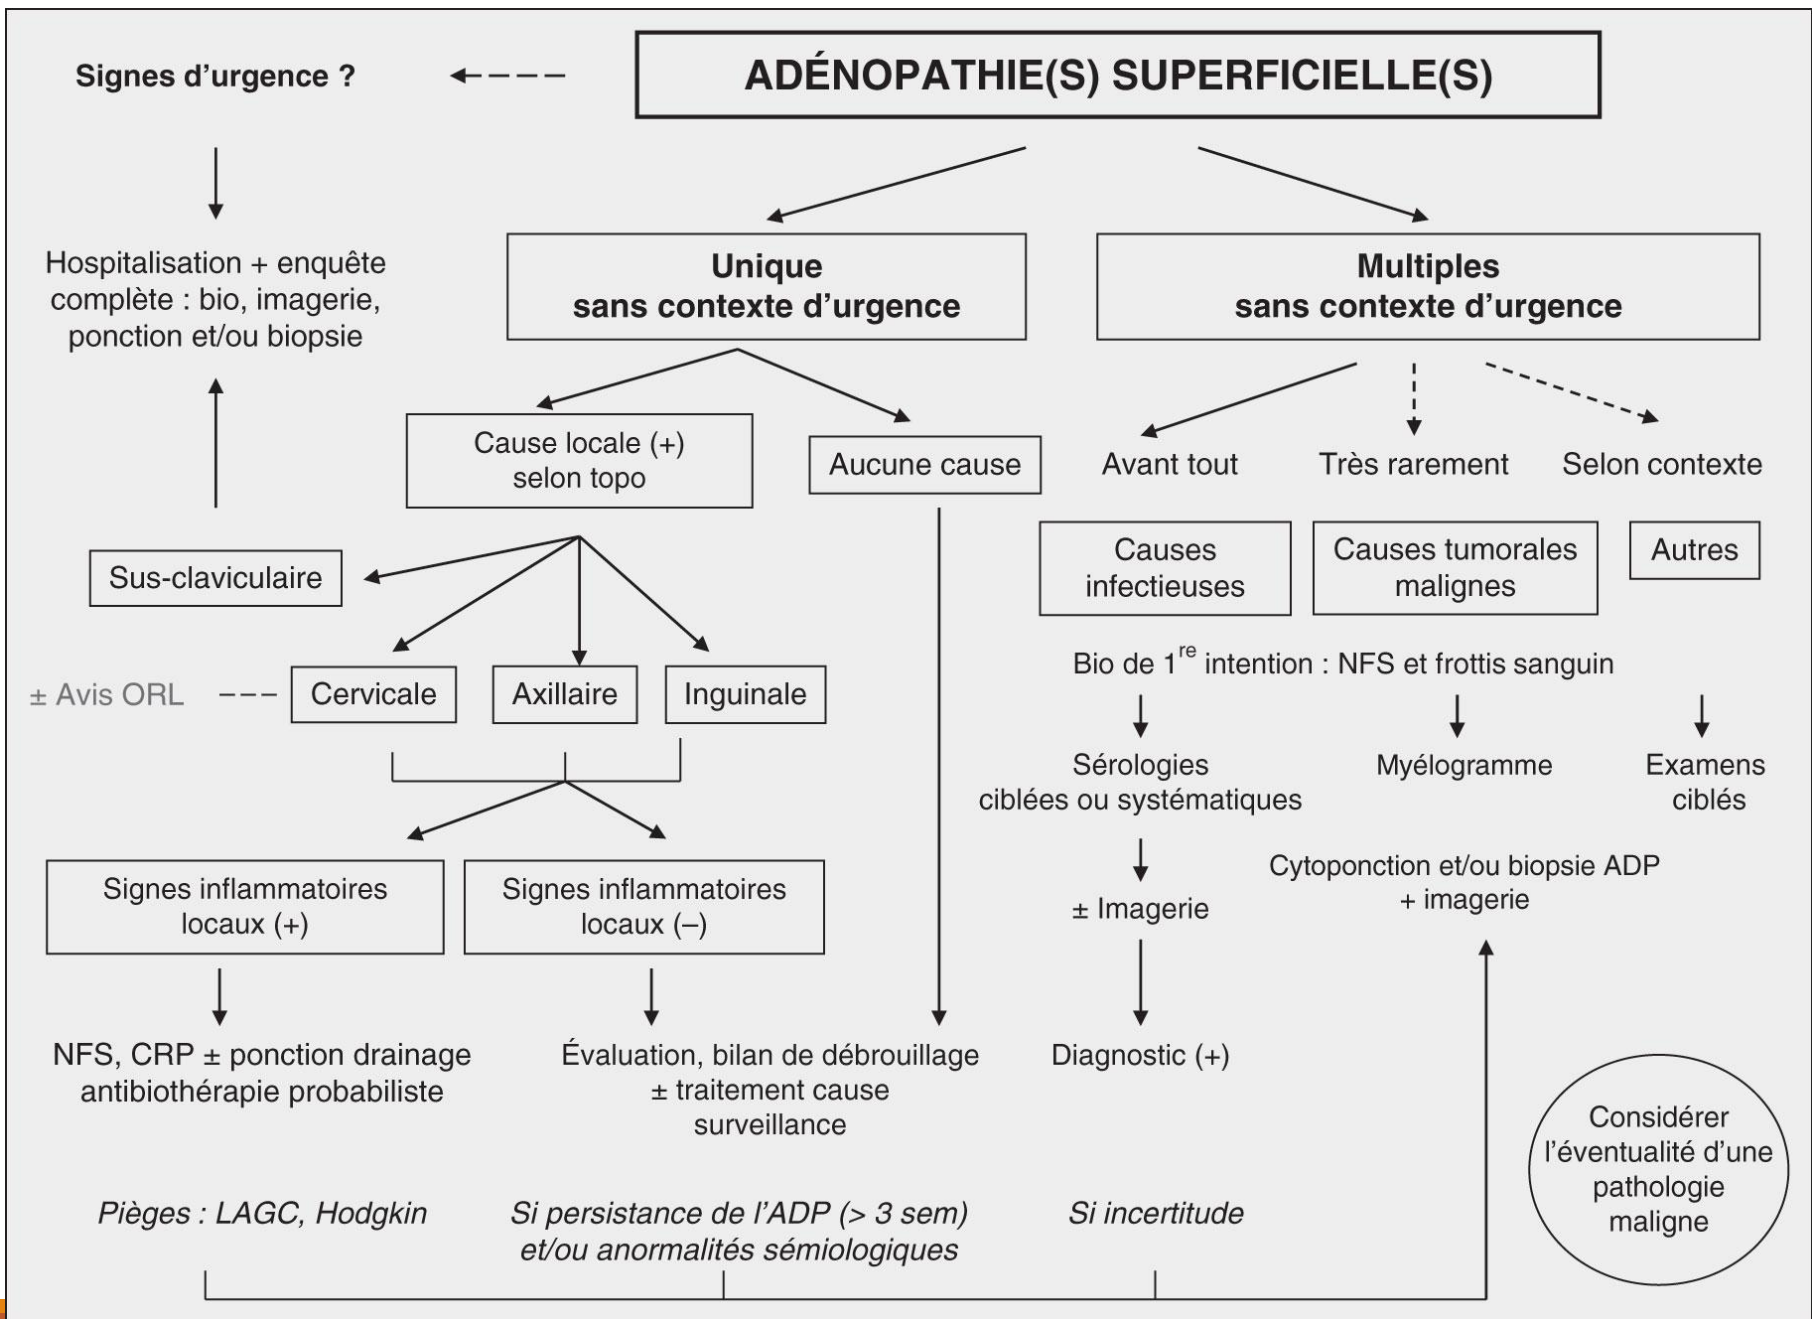 ADÉNOPATHIE(S) SUPERFICIELLE(S)
Signes d’urgence ?
Hospitalisation + enquête
complète : bio, imagerie,
ponction et/ou biopsie
Unique
sans contexte d’urgence
Multiples
sans contexte d’urgence
Cause locale (+)
selon topo
Aucune cause
Avant tout
Très rarement
Selon contexte
Sus-claviculaire
Causes
infectieuses
Causes tumorales
malignes
Autres
± Avis ORL
Cervicale
Axillaire
Inguinale
Bio de 1re intention : NFS et frottis sanguin
Sérologies
ciblées ou systématiques
Myélogramme
Examens
ciblés
Signes inflammatoires
locaux (+)
Signes inflammatoires
locaux (–)
± Imagerie
Cytoponction et/ou biopsie ADP
+ imagerie
NFS, CRP ± ponction drainage
antibiothérapie probabiliste
Évaluation, bilan de débrouillage
± traitement cause
surveillance
Diagnostic (+)
Considérer
l’éventualité d’une
pathologie
maligne
Pièges : LAGC, Hodgkin
Si persistance de l’ADP (> 3 sem)
et/ou anormalités sémiologiques
Si incertitude